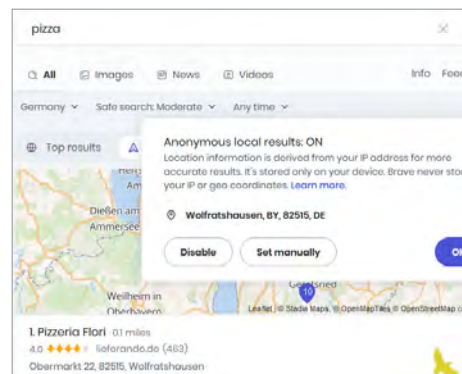 pizza
All Images News Videos Info Feed
Germany Safe search: Moderate Any time
Top results
Anonymous local results: ON
Location information is derived from your IP address for more
accurate results. It's stored only on your device. Brave never stor
your IP or geo coordinates. Learn more.
Wolfratshausen, BY, 82515, DE
Disable Set manually OK
Dießen am
Ammersee
Weilheim in
Oberbayern
10
Leaflet | © Stadia Maps, © OpenMapTiles © OpenStreetMap c
1. Pizzeria Flori 0.1 miles
4.0 lieferando.de (463)
Obermarkt 22, 82515, Wolfratshausen